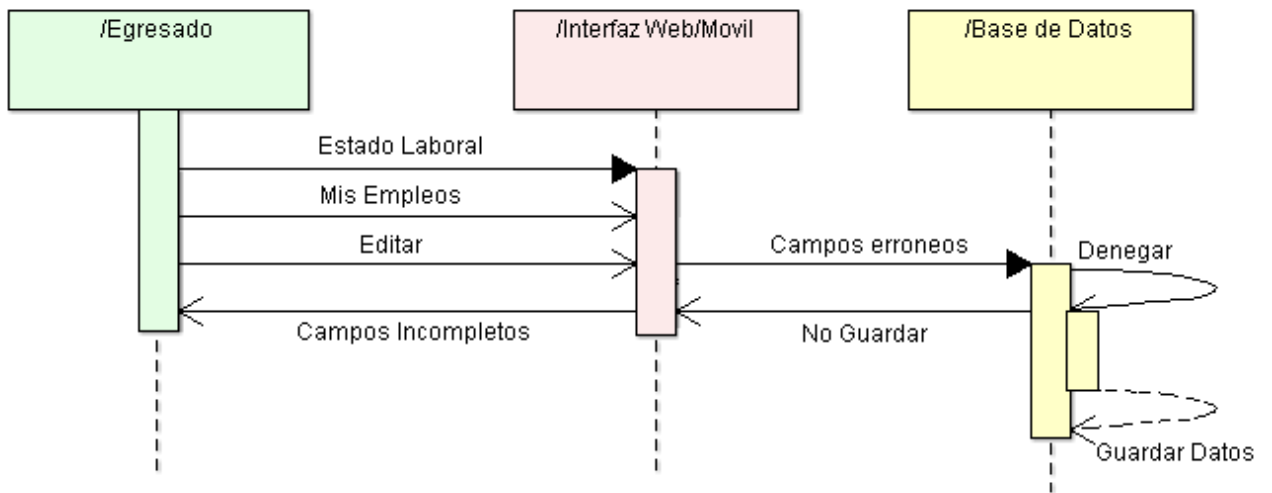 /Egresado
/Interfaz Web/Movil
/Base de Datos
Estado Laboral
Mis Empleos
Editar
Campos erroneos
Denegar
Campos Incompletos
No Guardar
Guardar Datos